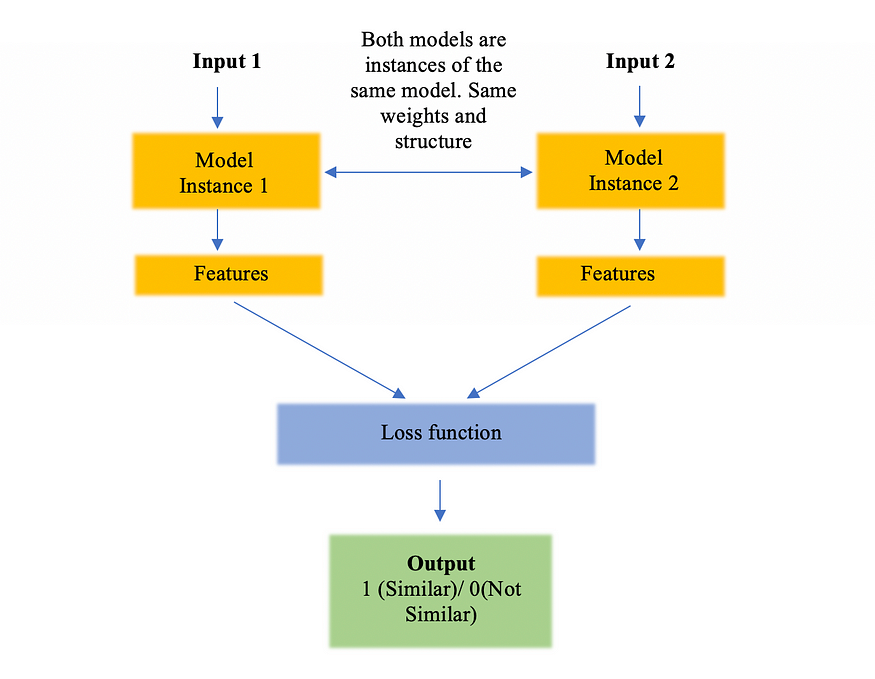 Input 1
Both models are
instances of the
same model. Same
weights and
structure
Input 2
Model
Instance 1
Model
Instance 2
Features
Features
Loss function
Output
1 (Similar)/ 0(Not
Similar)